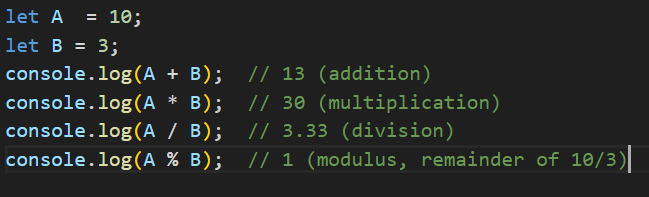 let A  = 10;
let B = 3;
console.log(A + B);  // 13 (addition)
console.log(A * B);  // 30 (multiplication)
console.log(A / B);  // 3.33 (division)
console.log(A % B);  // 1 (modulus, remainder of 10/3)